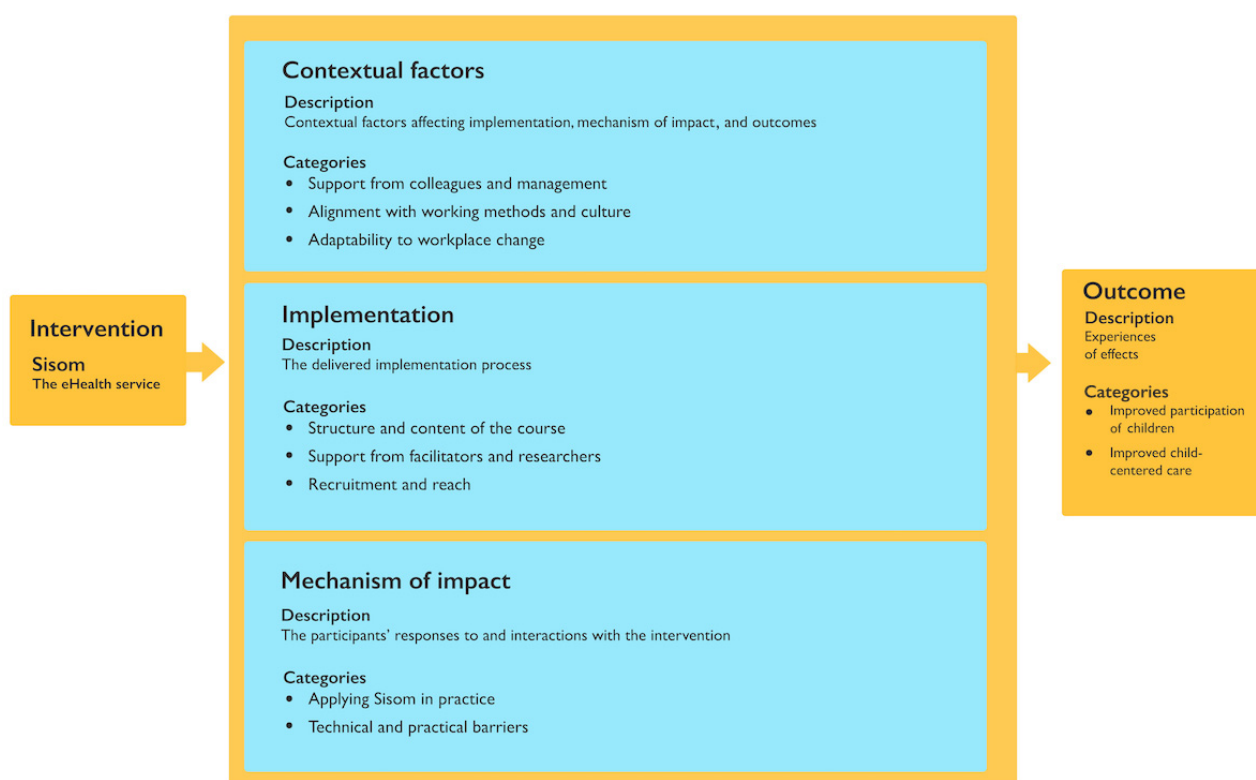 Intervention
Sisom
The eHealth service
Contextual factors
Description
Contextual factors affecting implementation, mechanism of impact, and outcomes
Categories
• Support from colleagues and management
• Alignment with working methods and culture
• Adaptability to workplace change
Implementation
Description
The delivered implementation process
Categories
• Structure and content of the course
• Support from facilitators and researchers
• Recruitment and reach
Mechanism of impact
Description
The participants’ responses to and interactions with the intervention
Categories
• Applying Sisom in practice
• Technical and practical barriers
Outcome
Description
Experiences
of effects
Categories
• Improved participation
of children
• Improved child-
centered care